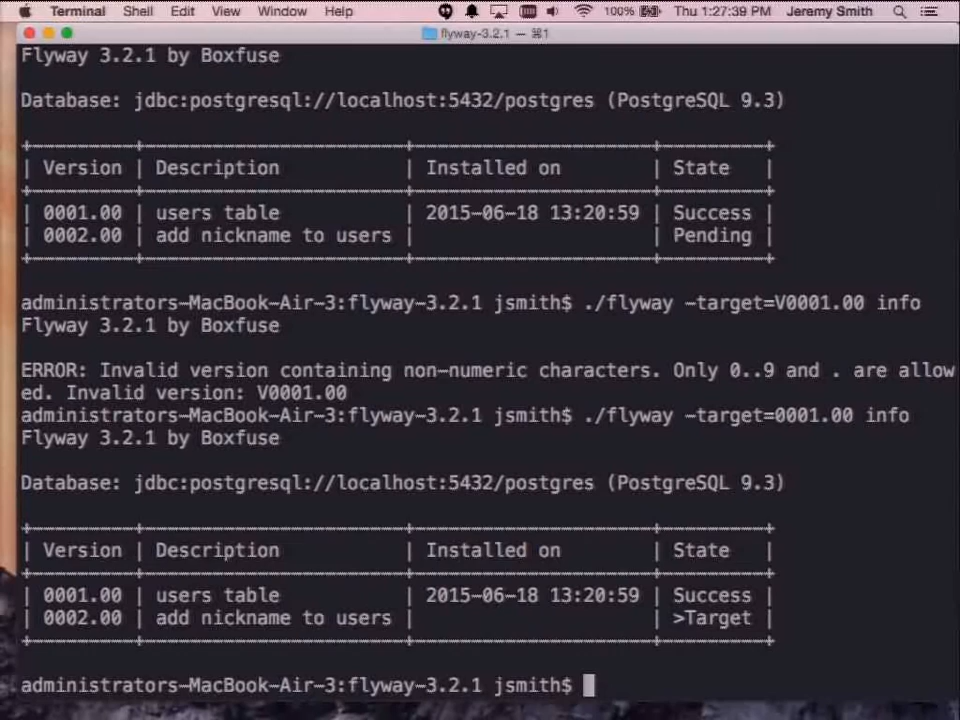 Terminal Shell Edit View Window Help 100% Thu 1:27:39 PM Jeremy Smith
flyway-3.2.1 — ⌘1
Flyway 3.2.1 by Boxfuse
Database: jdbc:postgresql://localhost:5432/postgres (PostgreSQL 9.3)
+----------------+--------------------------------+------------------------------+-------------+
| Version | Description | Installed on | State |
+----------------+--------------------------------+------------------------------+-------------+
| 0001.00 | users table | 2015-06-18 13:20:59 | Success |
| 0002.00 | add nickname to users | | Pending |
+----------------+--------------------------------+------------------------------+-------------+
administrators-MacBook-Air-3:flyway-3.2.1 jsmith$ ./flyway -target=V0001.00 info
Flyway 3.2.1 by Boxfuse
ERROR: Invalid version containing non-numeric characters. Only 0..9 and . are allow
ed. Invalid version: V0001.00
administrators-MacBook-Air-3:flyway-3.2.1 jsmith$ ./flyway -target=0001.00 info
Flyway 3.2.1 by Boxfuse
Database: jdbc:postgresql://localhost:5432/postgres (PostgreSQL 9.3)
+----------------+--------------------------------+------------------------------+-------------+
| Version | Description | Installed on | State |
+----------------+--------------------------------+------------------------------+-------------+
| 0001.00 | users table | 2015-06-18 13:20:59 | Success |
| 0002.00 | add nickname to users | | >Target |
+----------------+--------------------------------+------------------------------+-------------+
administrators-MacBook-Air-3:flyway-3.2.1 jsmith$